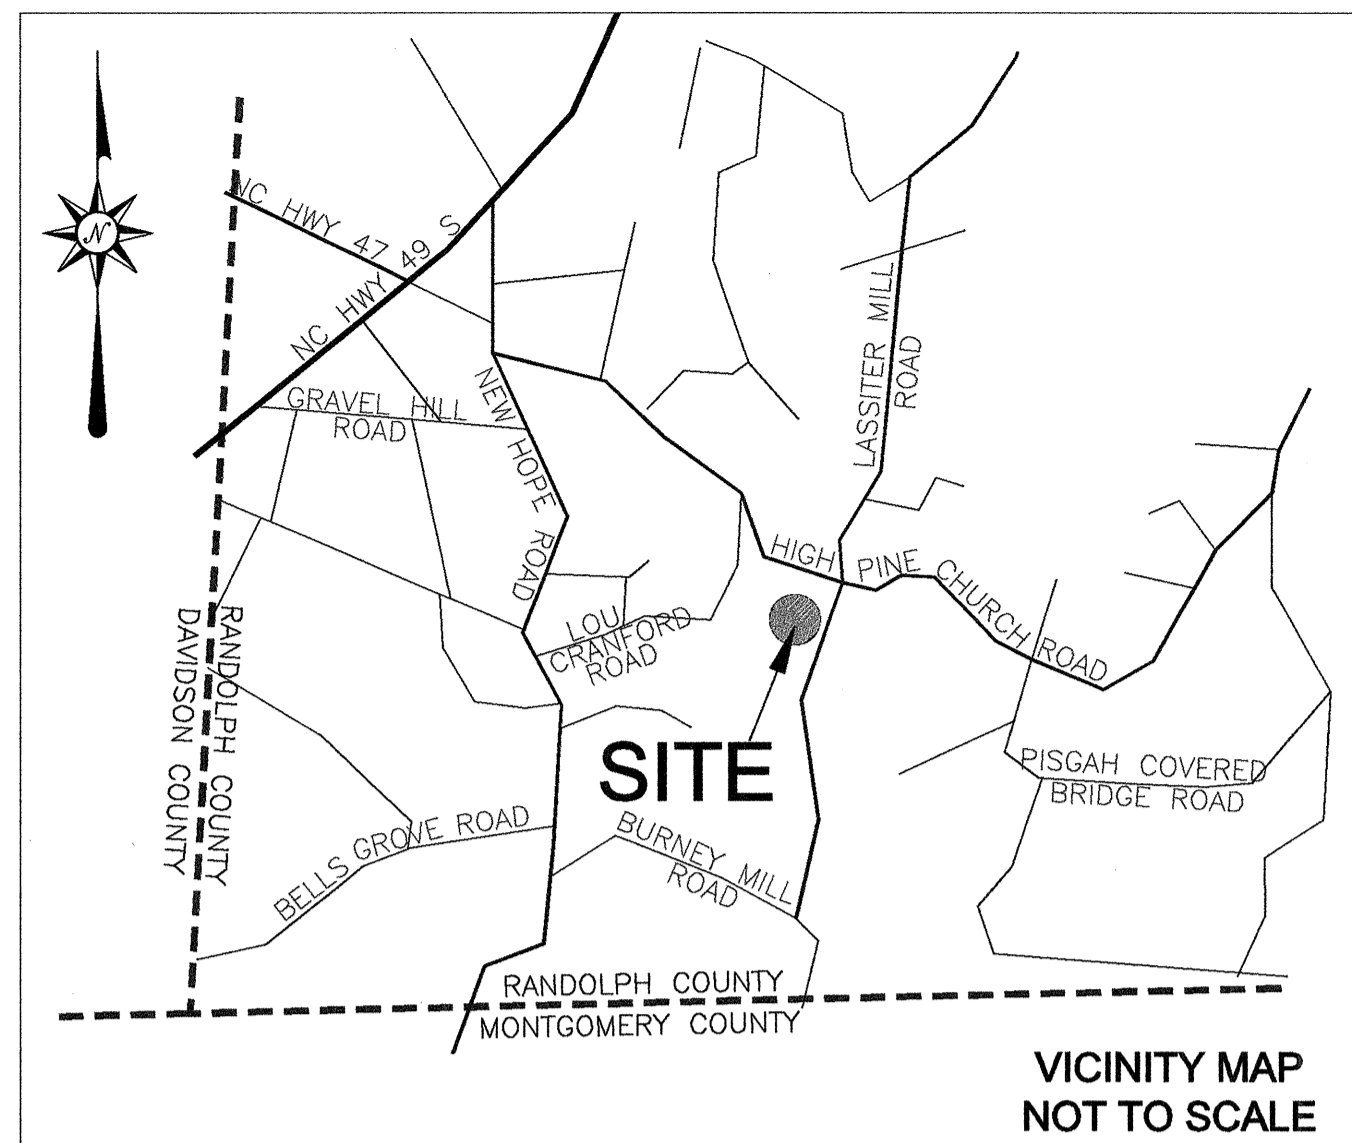 N
NC HWY 47
NC HWY 49 S
GRAVEL HILL
ROAD
NEW HOPE ROAD
LASSITER MILL
ROAD
HIGH PINE CHURCH ROAD
LOU
CRANFORD
ROAD
RANDOLPH COUNTY
DAVIDSON COUNTY
SITE
PISGAH COVERED
BRIDGE ROAD
BELLS GROVE ROAD
BURNEY MILL
ROAD
RANDOLPH COUNTY
MONTGOMERY COUNTY
VICINITY MAP
NOT TO SCALE